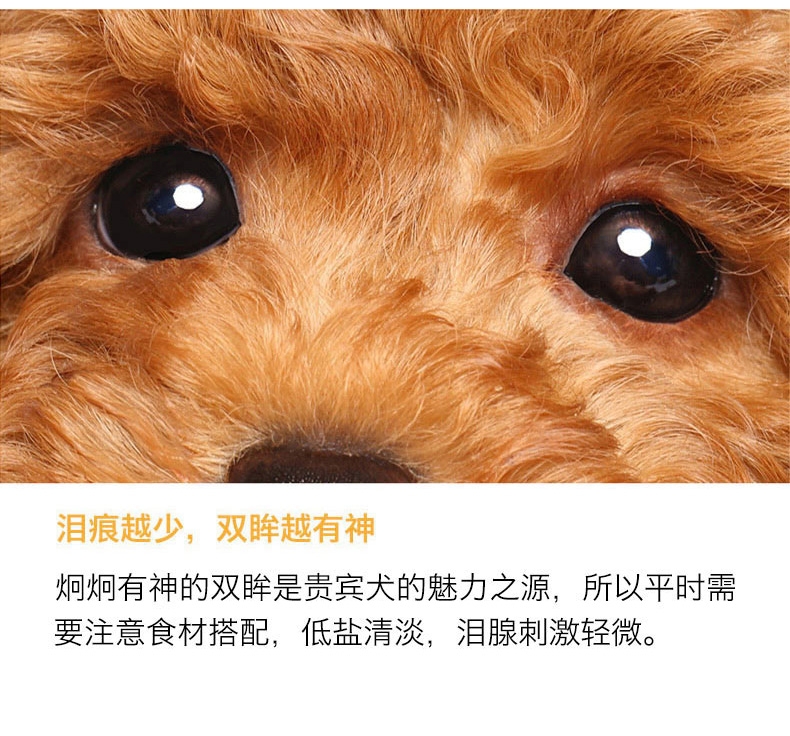 泪痕越少，双眸越有神
炯炯有神的双眸是贵宾犬的魅力之源，所以平时需
要注意食材搭配，低盐清淡，泪腺刺激轻微。